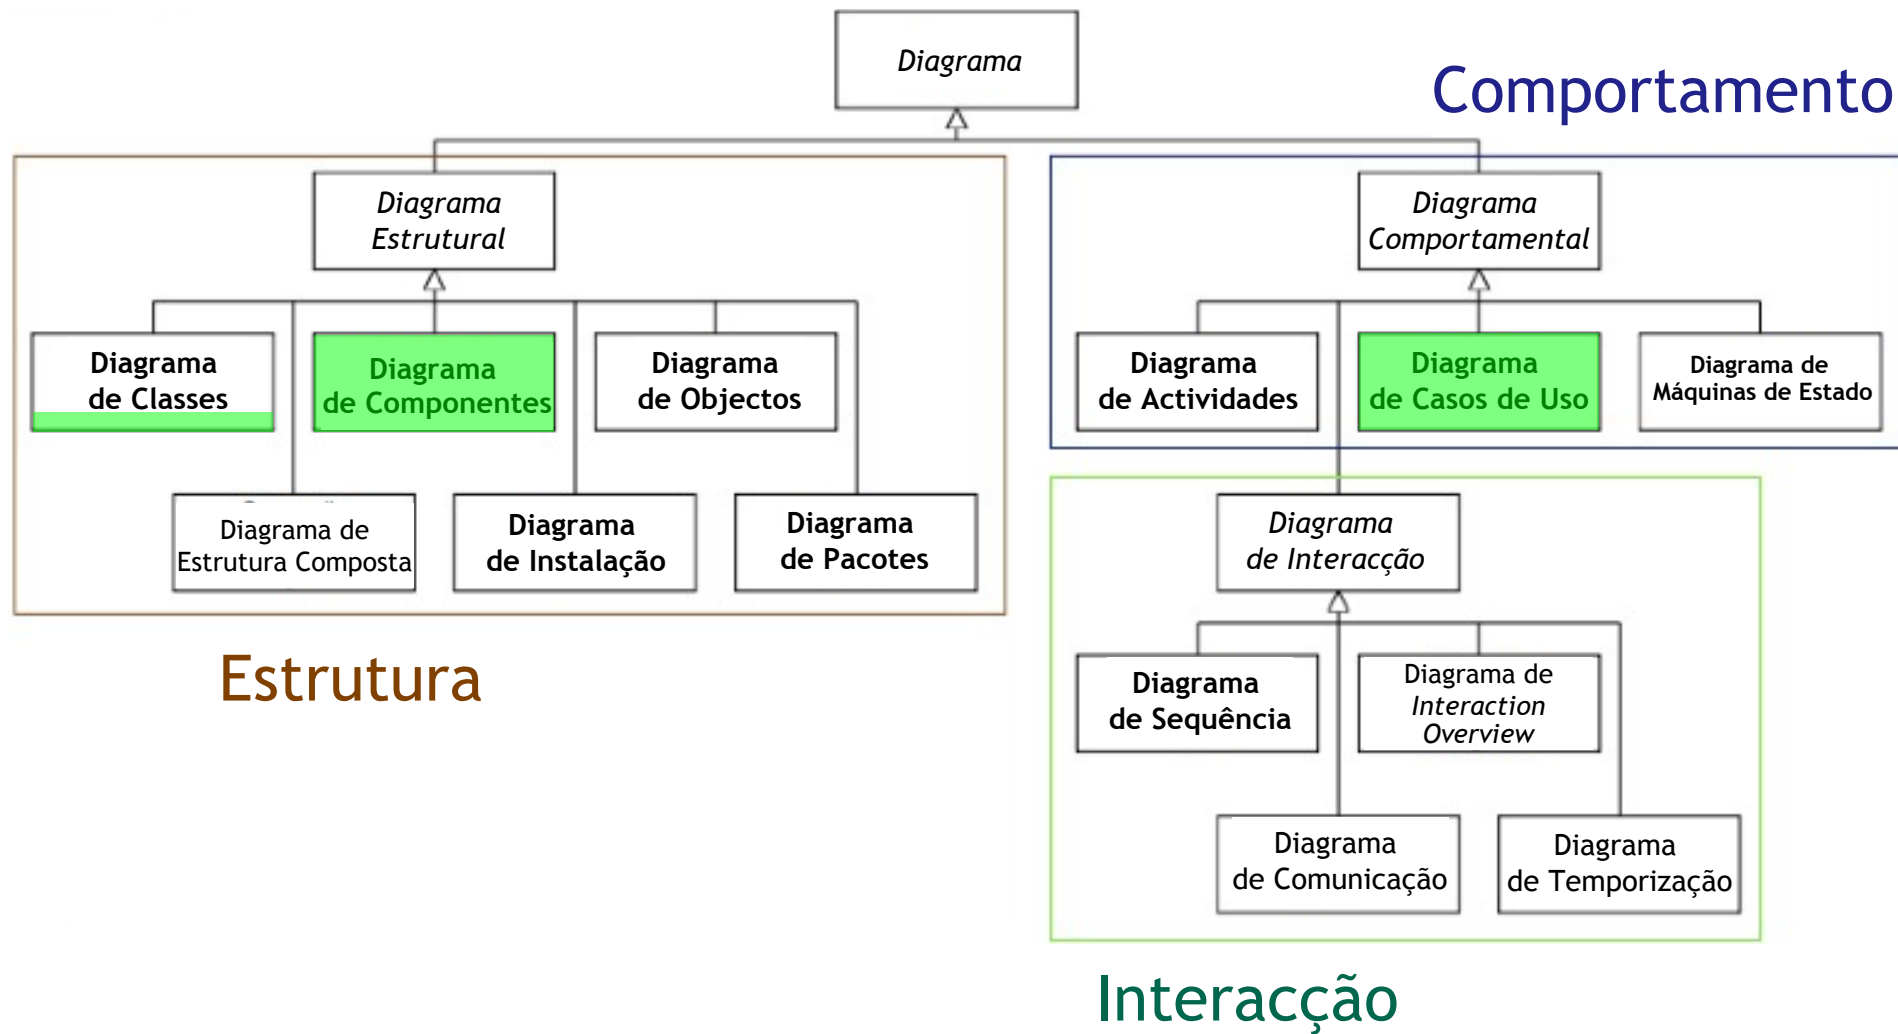 Diagrama
Comportamento
Diagrama
Estrutural
Diagrama
Comportamental
Diagrama
de Classes
Diagrama
de Componentes
Diagrama
de Objectos
Diagrama
de Actividades
Diagrama
de Casos de Uso
Diagrama de
Máquinas de Estado
Diagrama de
Estrutura Composta
Diagrama
de Instalação
Diagrama
de Pacotes
Diagrama
de Interacção
Estrutura
Diagrama
de Sequência
Diagrama de
Interaction
Overview
Diagrama
de Comunicação
Diagrama
de Temporização
Interacção